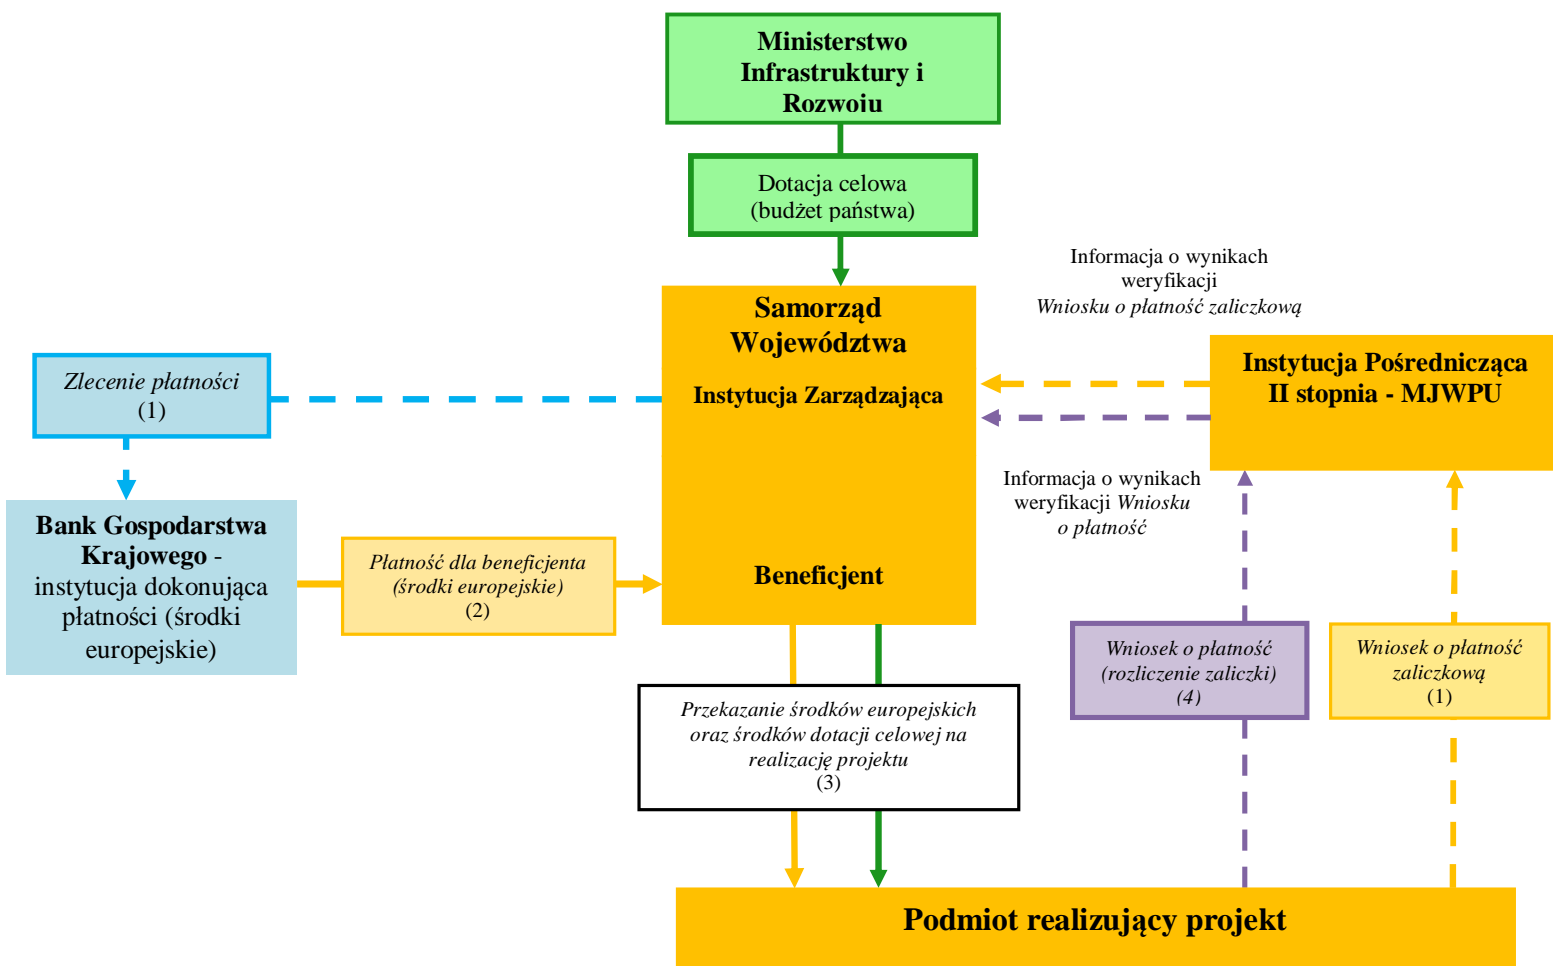 Ministerstwo
Infrastruktury i
Rozwoju
Dotacja celowa
(budżet państwa)
Informacja o wynikach
weryfikacji
Wniosku o płatność zaliczkową
Samorząd
Województwa
Instytucja Zarządzająca
Beneficjent
Instytucja Pośrednicząca
II stopnia - MJWPU
Zlecenie płatności
(1)
Informacja o wynikach
weryfikacji Wniosku
o płatność
Bank Gospodarstwa
Krajowego -
instytucja dokonująca
płatności (środki
europejskie)
Płatność dla beneficjenta
(środki europejskie)
(2)
Wniosek o płatność
(rozliczenie zaliczki)
(4)
Wniosek o płatność
zaliczkową
(1)
Przekazanie środków europejskich
oraz środków dotacji celowej na
realizację projektu
(3)
Podmiot realizujący projekt